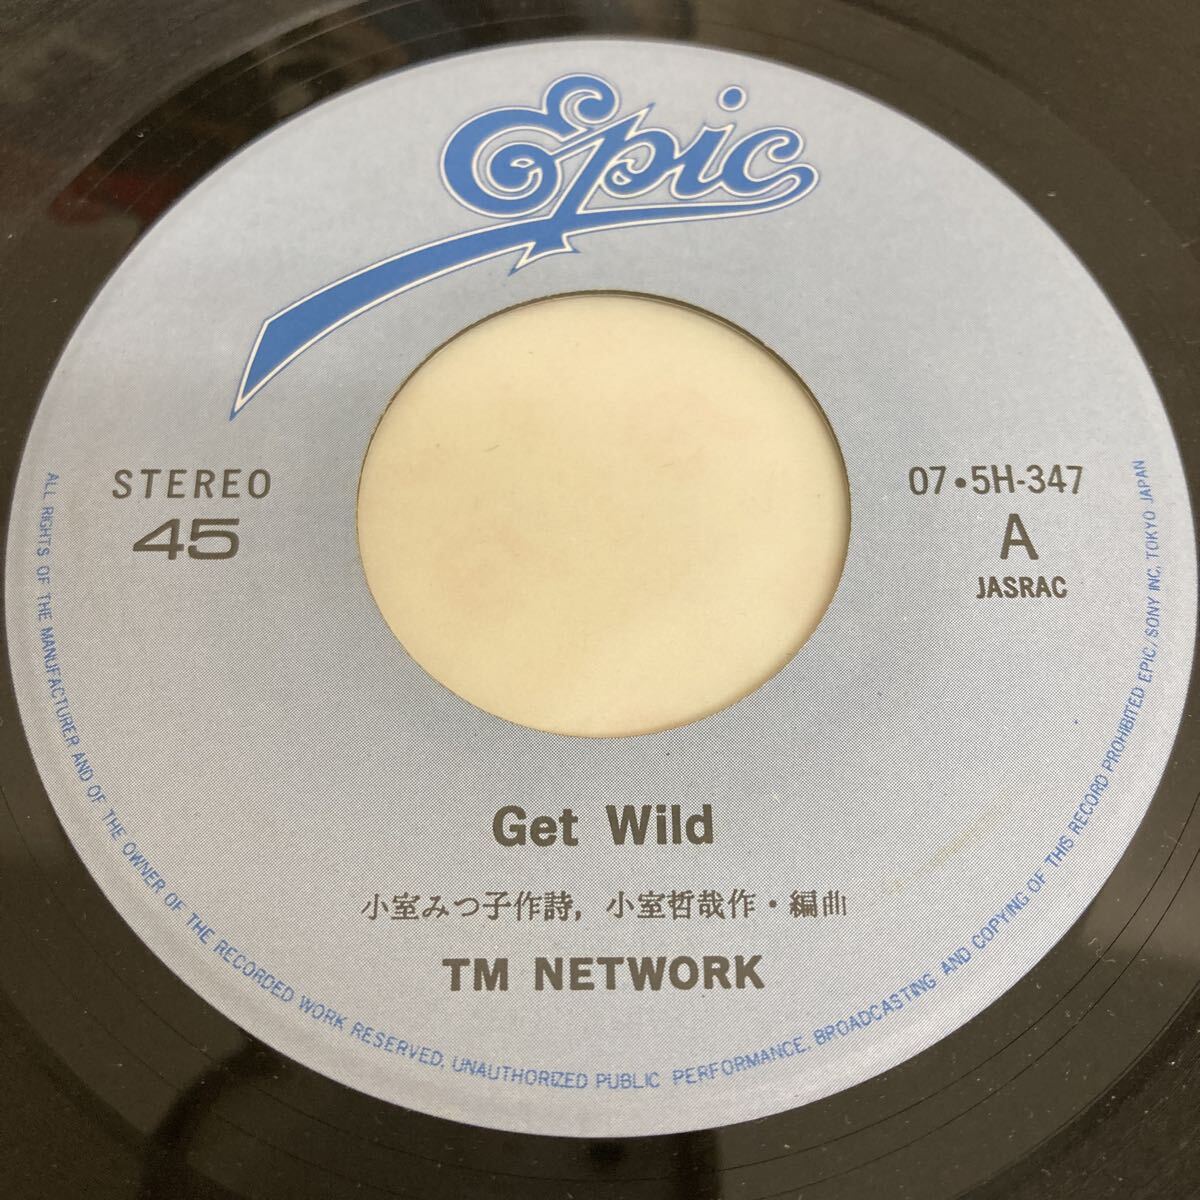 Epic
STEREO
45
07・5H-347
A
JASRAC
Get Wild
小室みつ子作詩, 小室哲哉作・編曲
TM NETWORK
ALL RIGHTS OF THE MANUFACTURER AND OF THE OWNER OF THE RECORDED WORK RESERVED, UNAUTHORIZED PUBLIC PERFORMANCE, BROADCASTING AND COPYING OF THIS RECORD PROHIBITED EPIC/SONY INC, TOKYO JAPAN